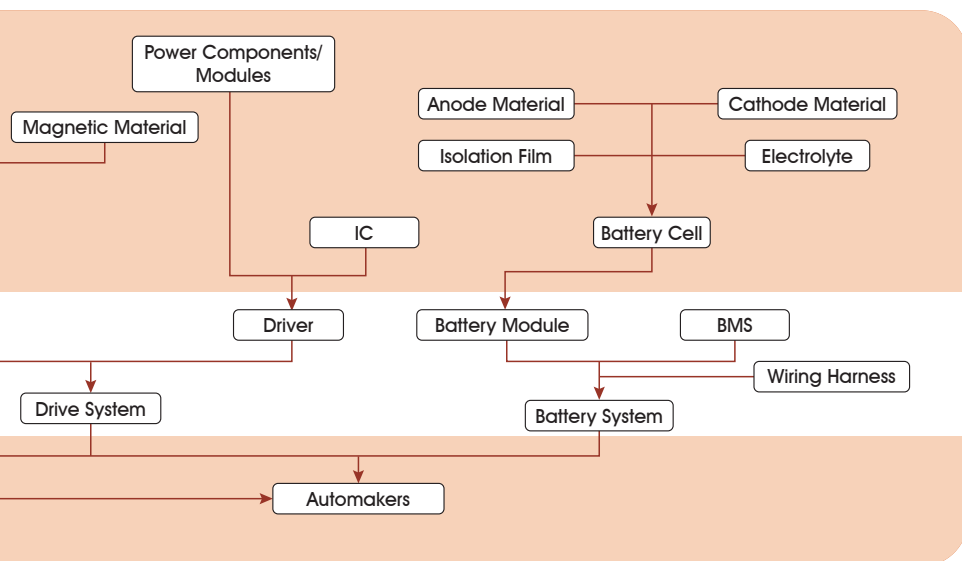 Power Components/
Modules
Anode Material
Cathode Material
Magnetic Material
Isolation Film
Electrolyte
IC
Battery Cell
Driver
Battery Module
BMS
Wiring Harness
Drive System
Battery System
Automakers